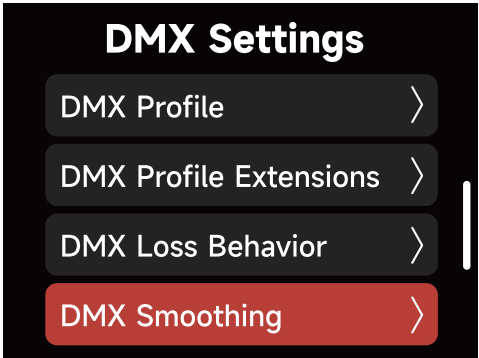 DMX Settings
DMX Profile
DMX Profile Extensions
DMX Loss Behavior
DMX Smoothing